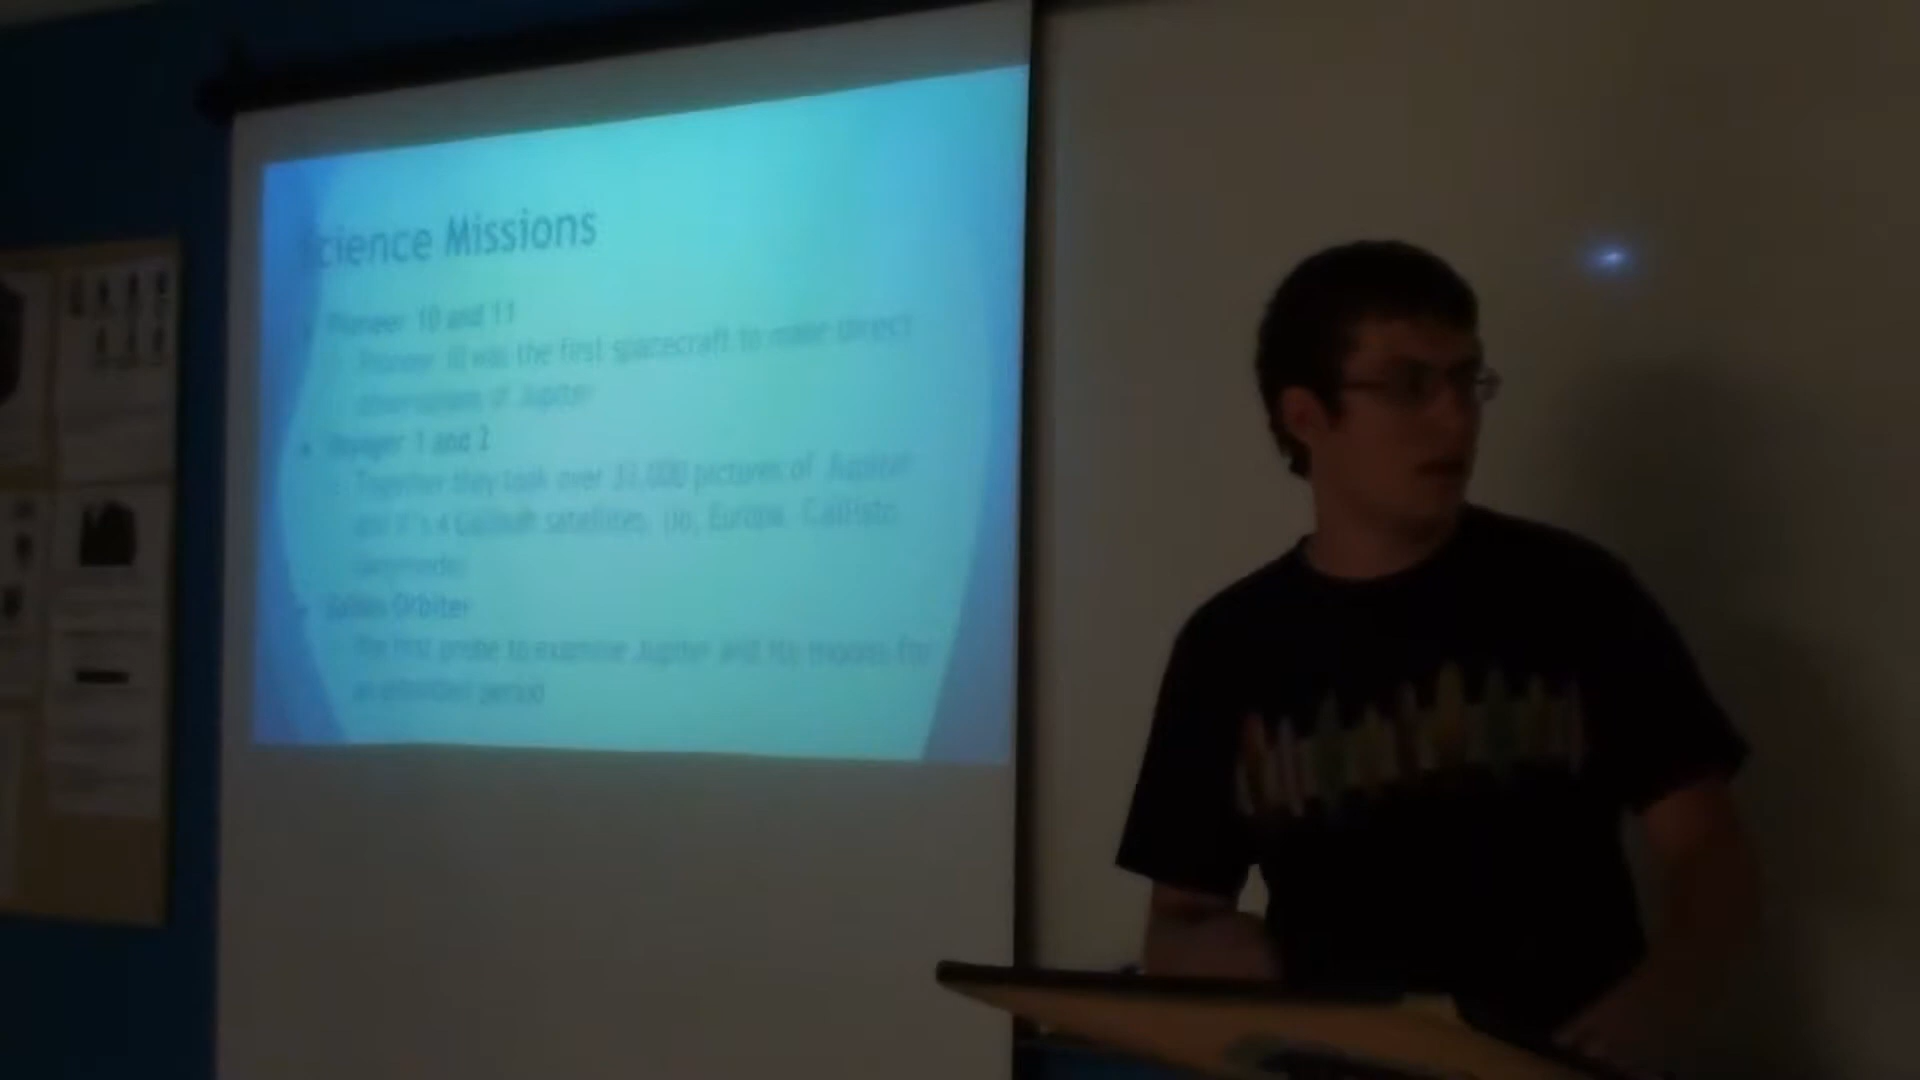 Science Missions
Pioneer 10 and 11
Pioneer 10 was the first spacecraft to make direct
observations of Jupiter
Voyager 1 and 2
Together they took over 33,000 pictures of Jupiter
and it's 4 Galilean satellites, (Io, Europa, Callisto,
Ganymede)
Galileo Orbiter
The first probe to examine Jupiter and its moons for
an extended period